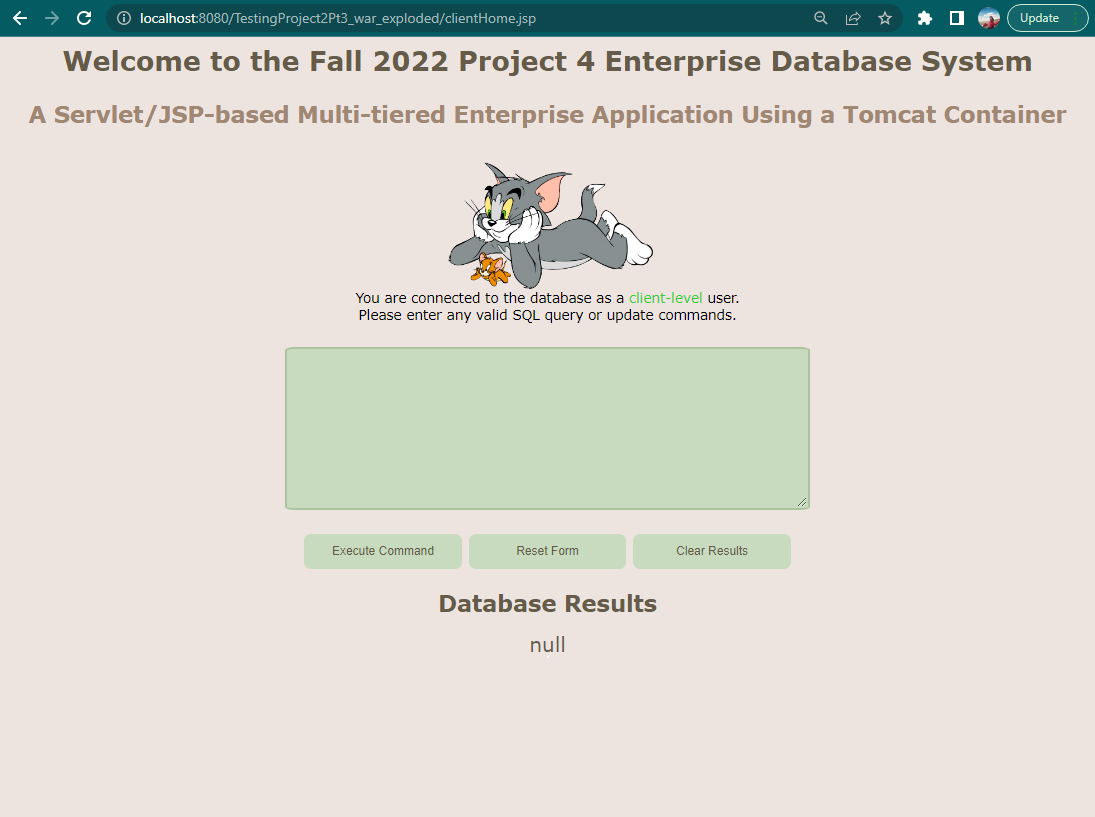 localhost:8080/TestingProject2Pt3_war_exploded/clientHome.jsp
Update
Welcome to the Fall 2022 Project 4 Enterprise Database System
A Servlet/JSP-based Multi-tiered Enterprise Application Using a Tomcat Container
You are connected to the database as a client-level user.
Please enter any valid SQL query or update commands.
Execute Command
Reset Form
Clear Results
Database Results
null